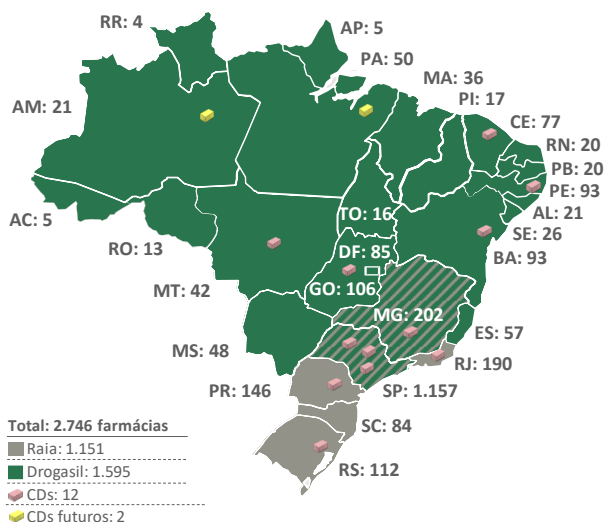 RR: 4
AP: 5
PA: 50
MA: 36
PI: 17
AM: 21
CE: 77
RN: 20
PB: 20
PE: 93
AL: 21
SE: 26
BA: 93
AC: 5
TO: 16
RO: 13
DF: 85
GO: 106
MT: 42
MG: 202
ES: 57
MS: 48
RJ: 190
PR: 146
SP: 1.157
SC: 84
RS: 112
Total: 2.746 farmácias
Raia: 1.151
Drogasil: 1.595
CDs: 12
CDs futuros: 2